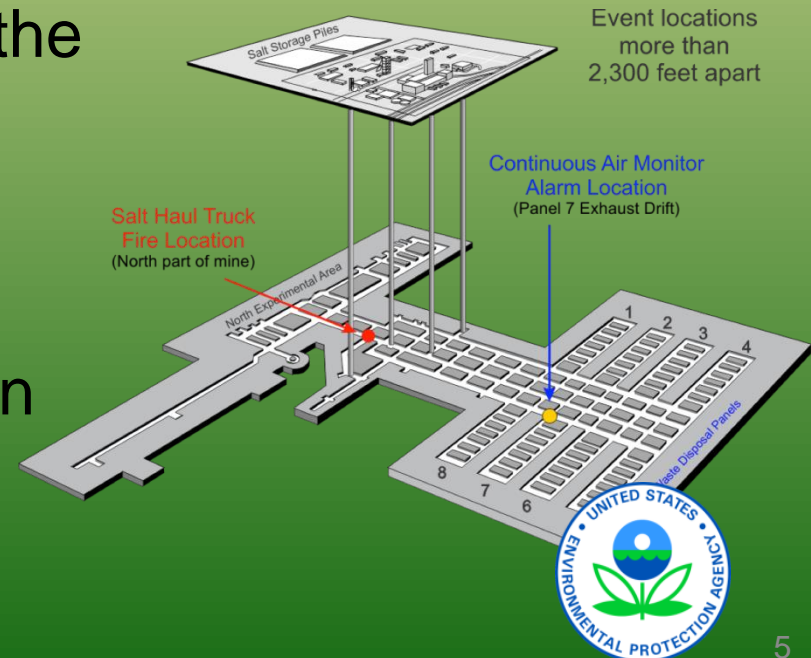 the
n
Event locations
more than
2,300 feet apart
Salt Storage Piles
Continuous Air Monitor
Alarm Location
(Panel 7 Exhaust Drift)
Salt Haul Truck
Fire Location
(North part of mine)
North Experimental Area
1
2
3
4
8
7
6
Waste Disposal Panels
UNITED STATES
ENVIRONMENTAL PROTECTION AGENCY
5